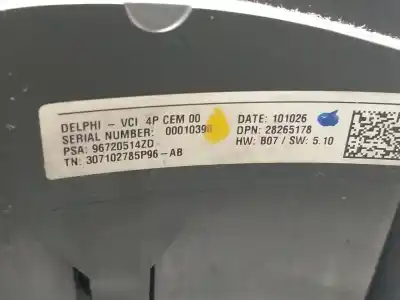 DELPHI - VCI 4P CEM 00 DATE: 101026
SERIAL NUMBER: 00010398 DPN: 28265178
PSA: 96720514ZD HW: B07 / SW: 5.10
TN: 307102785P96-AB